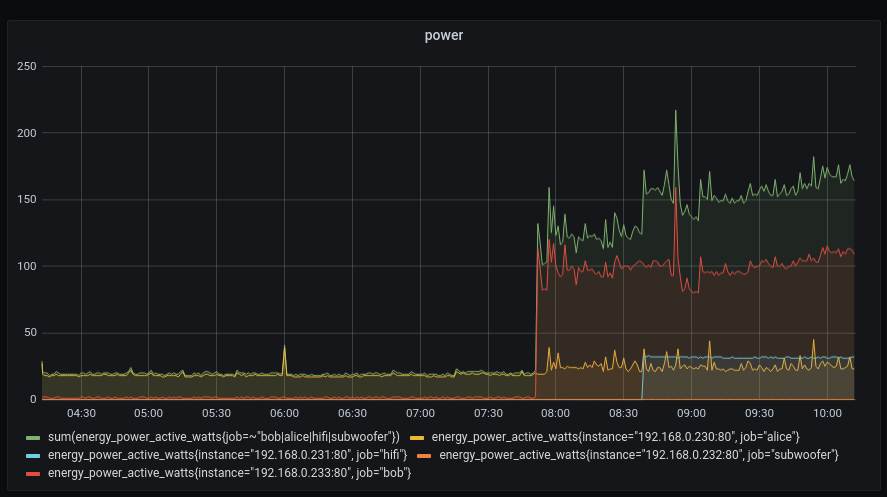 power
250
200
150
100
50
0
04:30 05:00 05:30 06:00 06:30 07:00 07:30 08:00 08:30 09:00 09:30 10:00
sum(energy_power_active_watts{job=~"bob|alice|hifi|subwoofer"}) energy_power_active_watts{instance="192.168.0.230:80", job="alice"}
energy_power_active_watts{instance="192.168.0.231:80", job="hifi"} energy_power_active_watts{instance="192.168.0.232:80", job="subwoofer"}
energy_power_active_watts{instance="192.168.0.233:80", job="bob"}